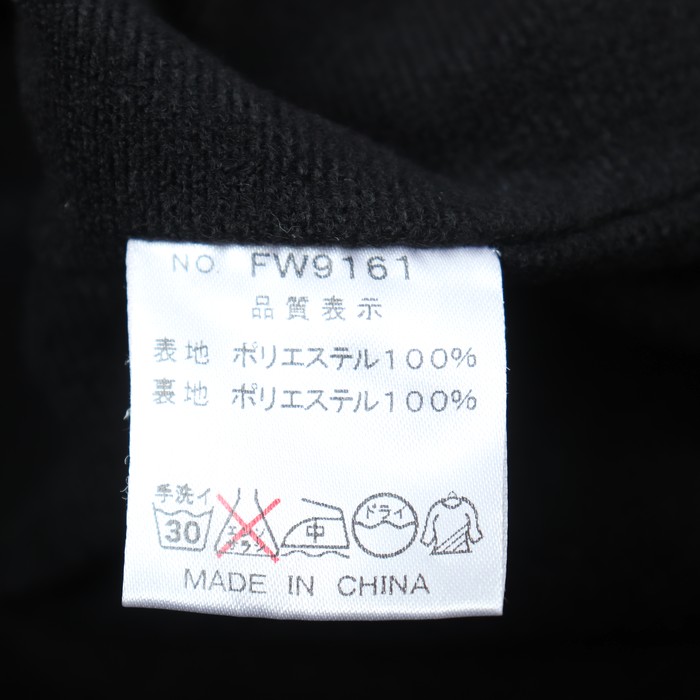 NO. FW9161
品質表示
表地 ポリエステル100%
裏地 ポリエステル100%
手洗イ
30 エンソサラシ 中 ドライ
MADE IN CHINA